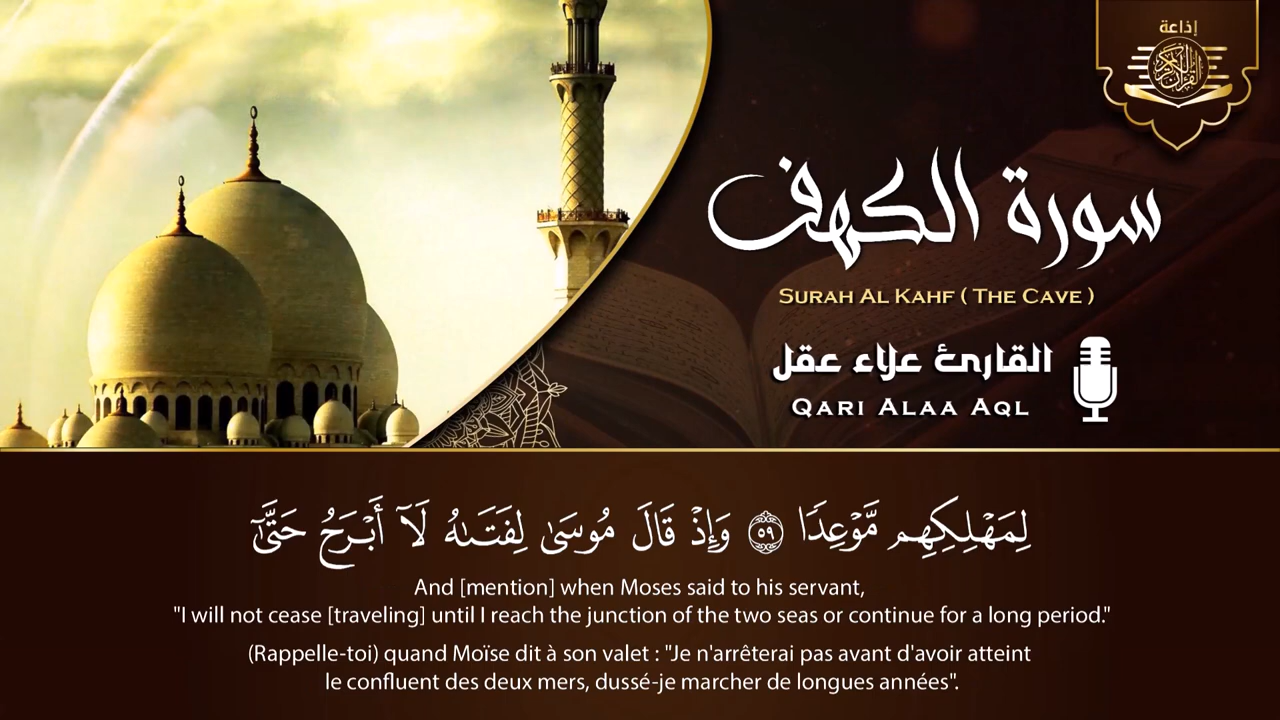 إذاعة
القرآن الكريم
سورة الكهف
SURAH AL KAHF ( THE CAVE )
القارئ علاء عقل
QARI ALAA AQL
لِمَهْلِكِهِم مَّوْعِدًا ٥٩ وَإِذْ قَالَ مُوسَىٰ لِفَتَىٰهُ لَآ أَبْرَحُ حَتَّىٰٓ
And [mention] when Moses said to his servant,
"I will not cease [traveling] until I reach the junction of the two seas or continue for a long period."
(Rappelle-toi) quand Moïse dit à son valet : "Je n'arrêterai pas avant d'avoir atteint
le confluent des deux mers, dussé-je marcher de longues années".